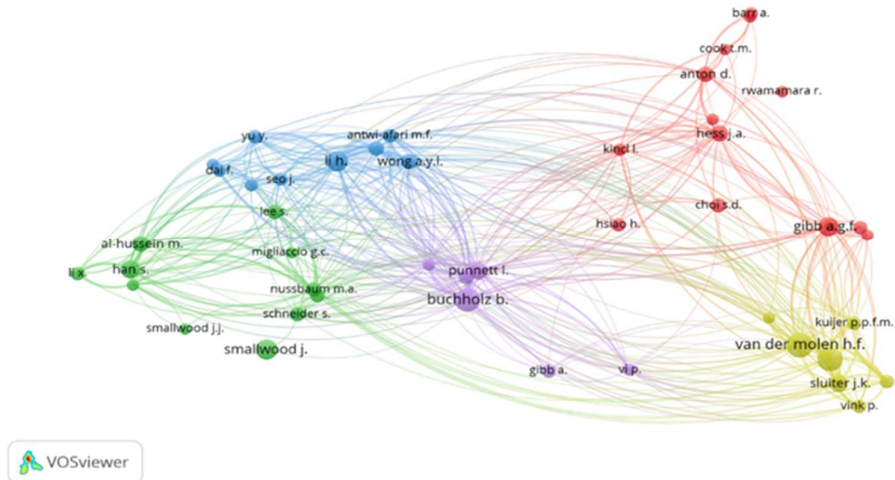 barr a.
cook t.m.
anton d.
rwamamara r.
hess j.a.
yu y.
antwi-afari m.f.
kincl l.
li h.
wong a.y.l.
dai f.
seo j.
choi s.d.
lee s.
hsiao h.
gibb a.g.f.
al-hussein m.
migliaccio g.c.
li x.
han s.
punnett l.
nussbaum m.a.
buchholz b.
schneider s.
kuijer p.p.f.m.
smallwood j.j.
van der molen h.f.
smallwood j.
gibb a.
vi p.
sluiter j.k.
vink p.
VOSviewer